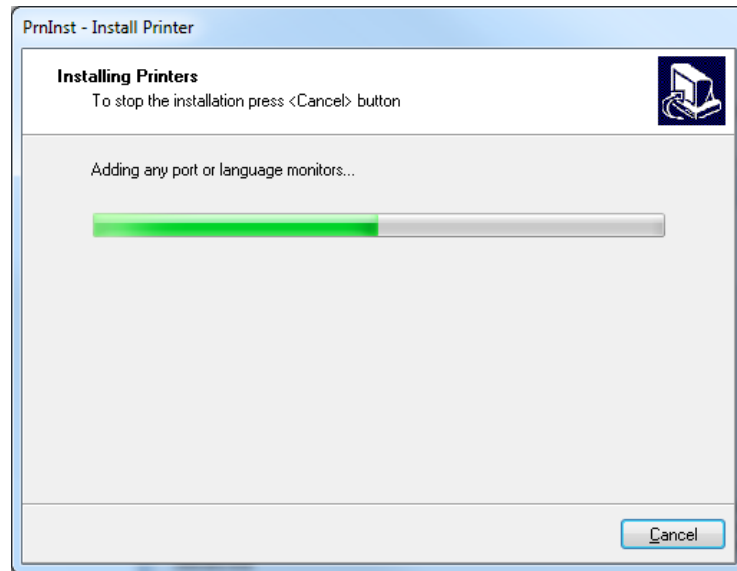 PrnInst - Install Printer
Installing Printers
To stop the installation press <Cancel> button
Adding any port or language monitors...
Cancel